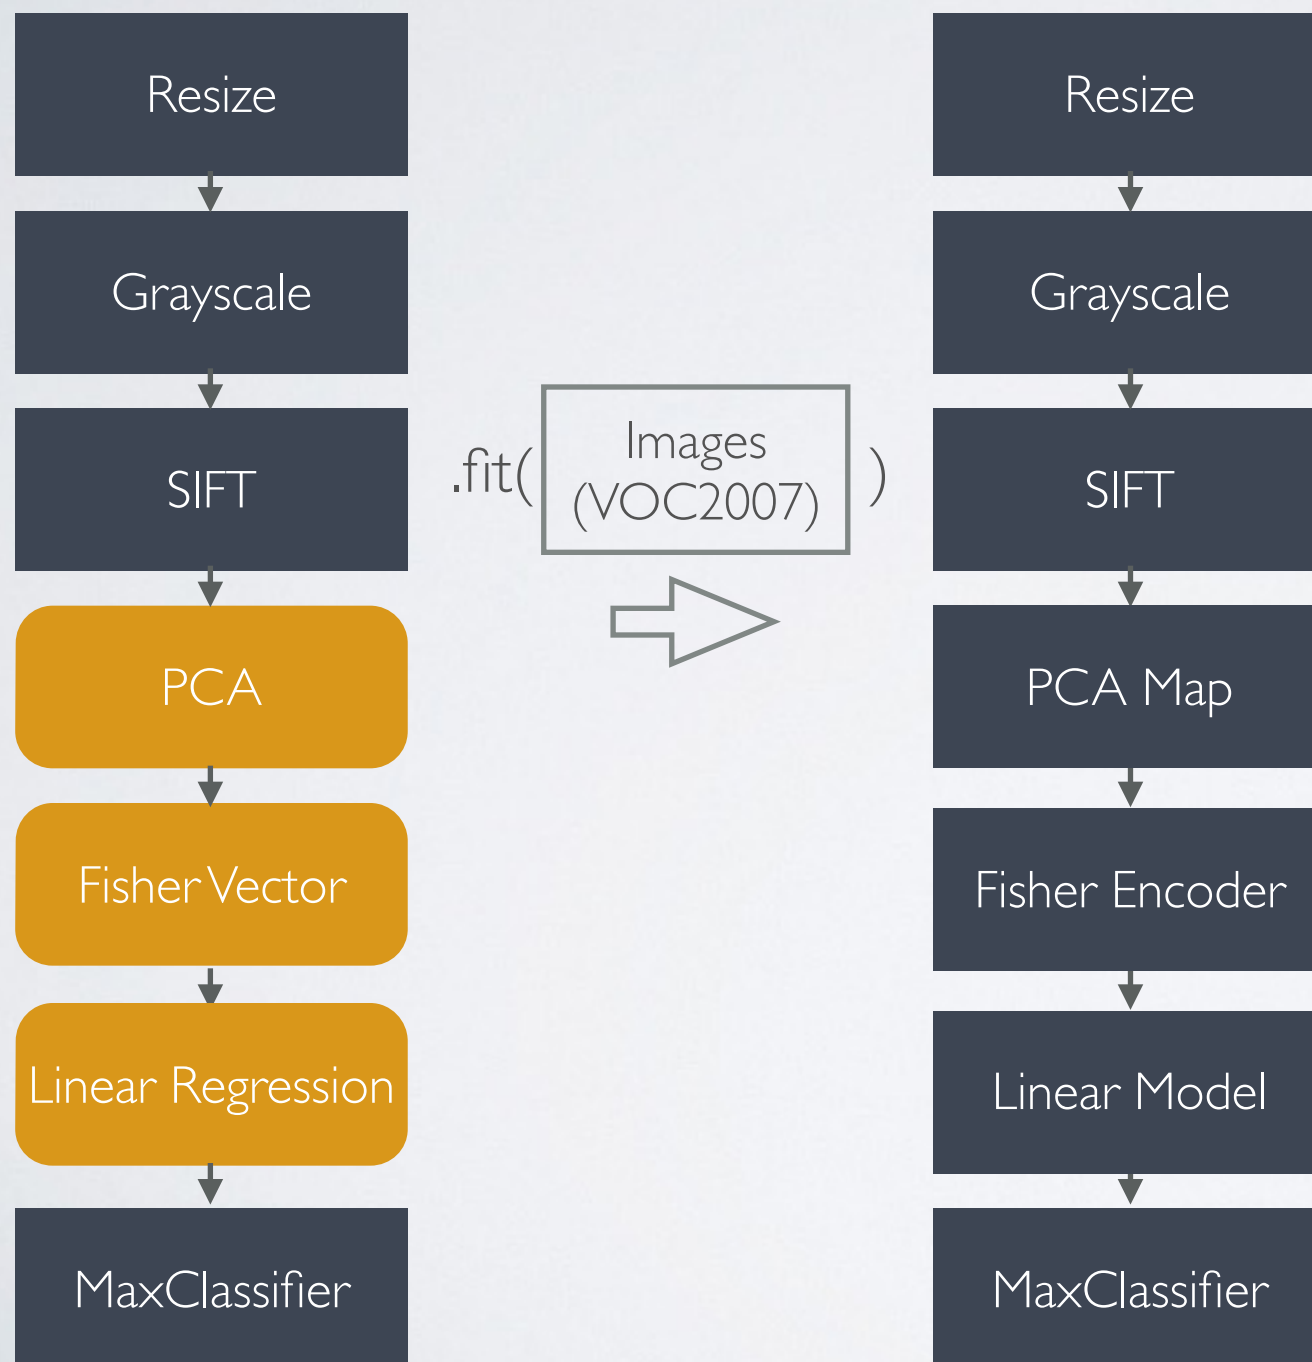 Resize
Grayscale
SIFT
PCA
Fisher Vector
Linear Regression
MaxClassifier
.fit( Images )
(VOC2007)
Resize
Grayscale
SIFT
PCA Map
Fisher Encoder
Linear Model
MaxClassifier